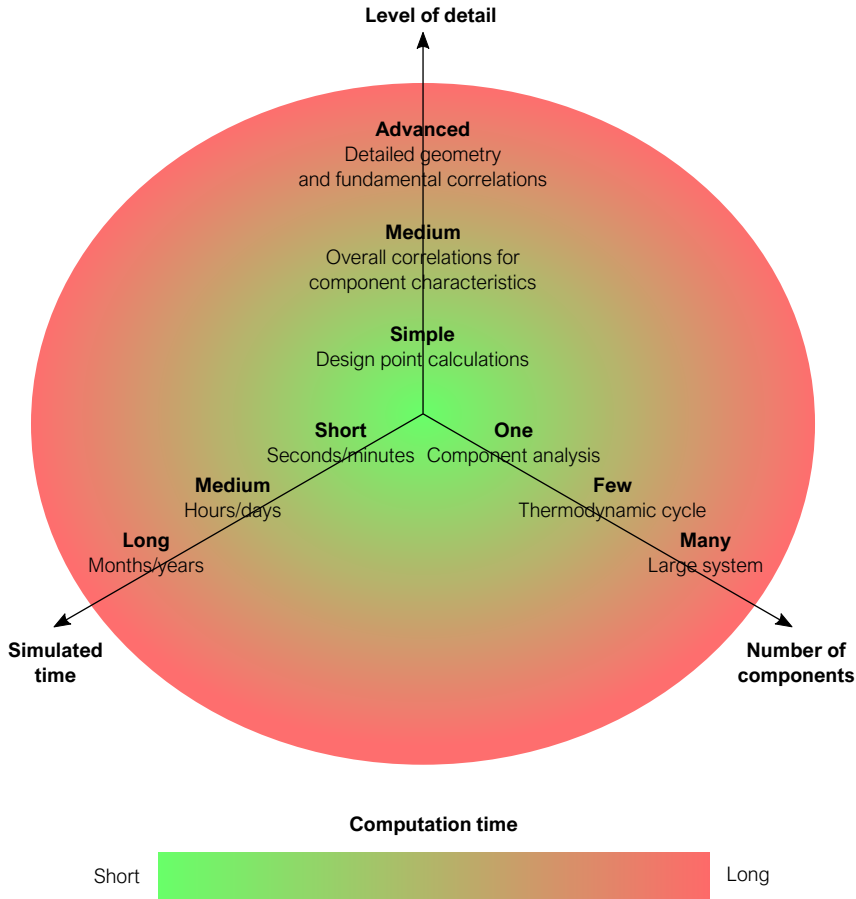 Level of detail
Advanced
Detailed geometry
and fundamental correlations
Medium
Overall correlations for
component characteristics
Simple
Design point calculations
Short
Seconds/minutes
One
Component analysis
Medium
Hours/days
Few
Thermodynamic cycle
Long
Months/years
Many
Large system
Simulated
time
Number of
components
Computation time
Short
Long